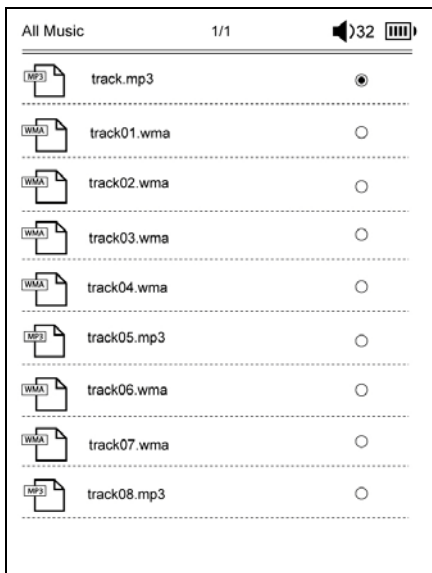 All Music 1/1 32
MP3 track.mp3
WMA track01.wma
WMA track02.wma
WMA track03.wma
WMA track04.wma
MP3 track05.mp3
WMA track06.wma
WMA track07.wma
MP3 track08.mp3